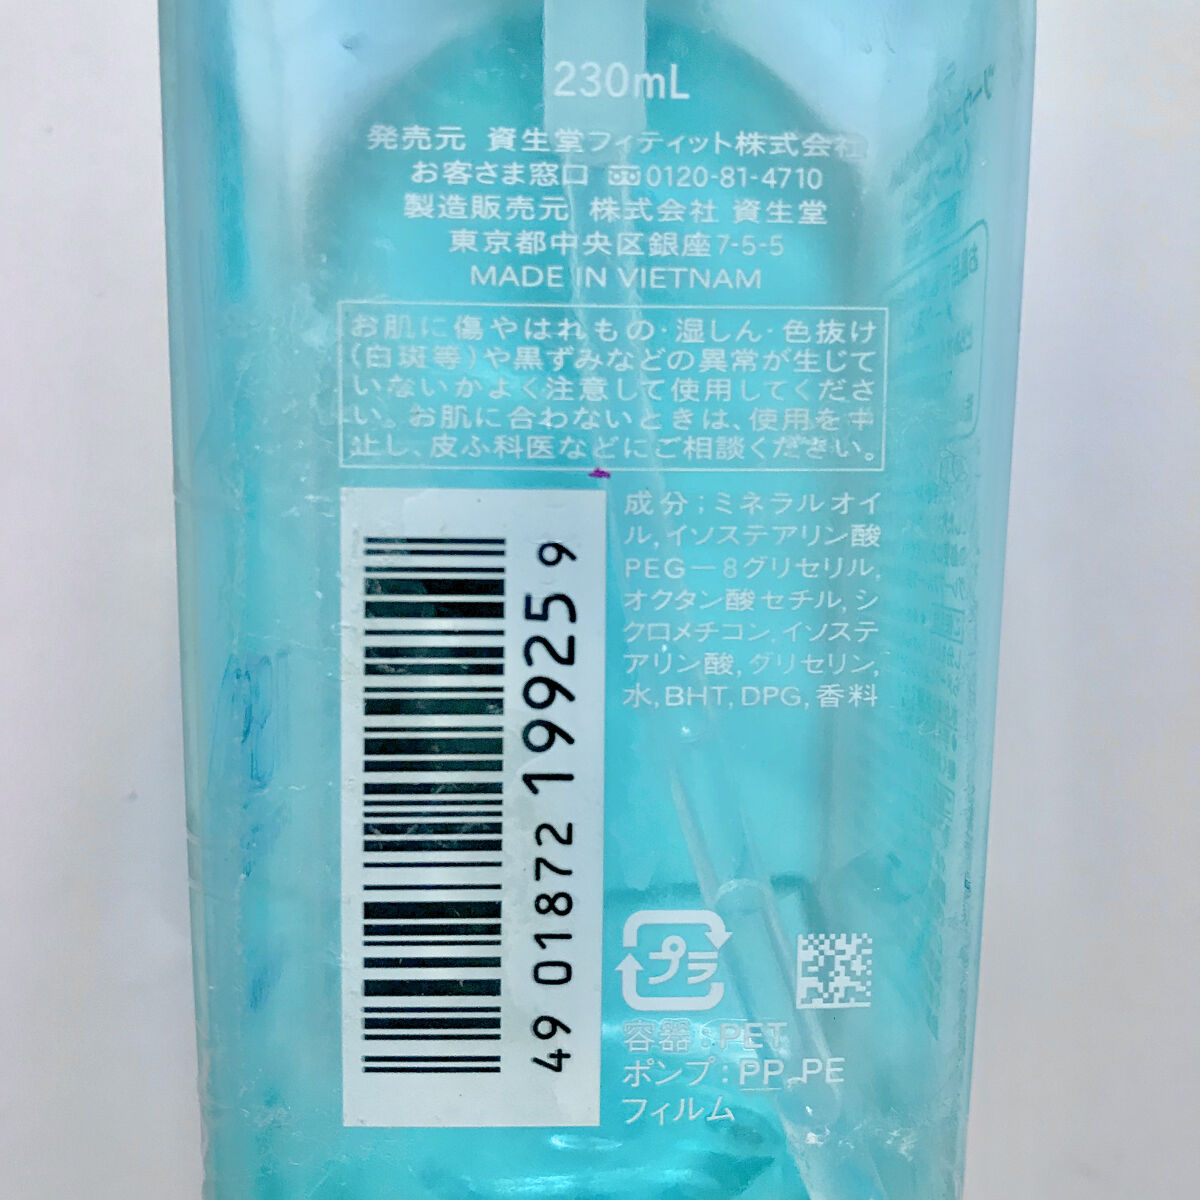 230mL
発売元 資生堂フィティット株式会社
お客さま窓口 0120-81-4710
製造販売元 株式会社 資生堂
東京都中央区銀座7-5-5
MADE IN VIETNAM
お肌に傷やはれもの・湿しん・色抜け
(白斑等)や黒ずみなどの異常が生じて
いないかよく注意して使用してくださ
い。お肌に合わないときは、使用を中
止し、皮ふ科医などにご相談ください。
成分;ミネラルオイ
ル,イソステアリン酸
PEG-8グリセリル,
オクタン酸セチル,シ
クロメチコン,イソステ
アリン酸,グリセリン,
水,BHT,DPG,香料
49 01872 19925 9
プラ
容器:PET
ポンプ:PP,PE
フィルム